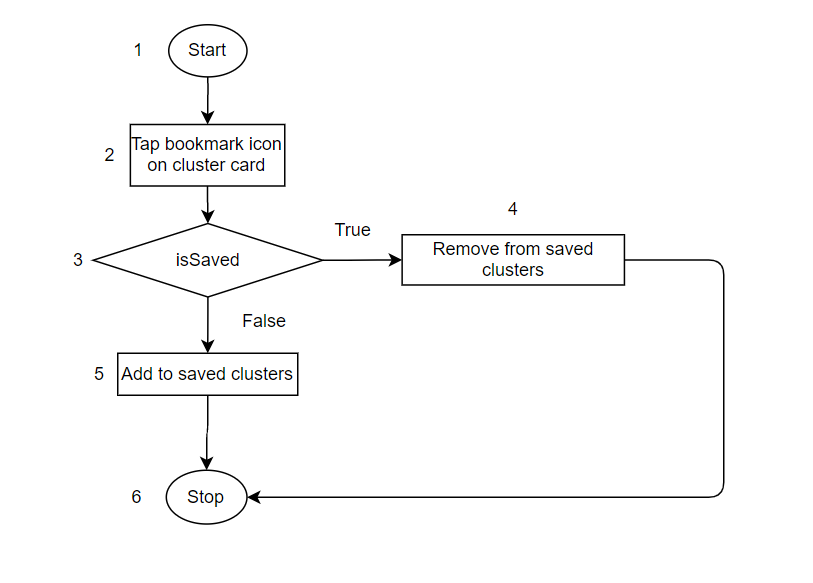 1
Start
2
Tap bookmark icon
on cluster card
3
isSaved
True
4
Remove from saved
clusters
False
5
Add to saved clusters
6
Stop